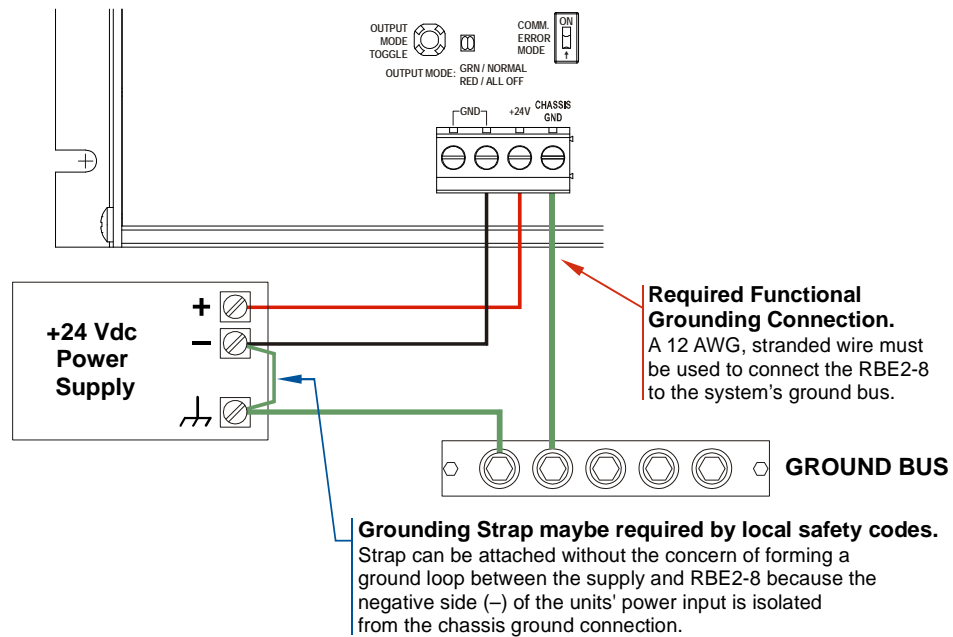 OUTPUT
MODE
TOGGLE
COMM.
ERROR
MODE
ON
OUTPUT MODE: GRN / NORMAL
RED / ALL OFF
GND
+24V
CHASSIS
GND
+24 Vdc
Power
Supply
+
–
Required Functional
Grounding Connection.
A 12 AWG, stranded wire must
be used to connect the RBE2-8
to the system's ground bus.
GROUND BUS
Grounding Strap maybe required by local safety codes.
Strap can be attached without the concern of forming a
ground loop between the supply and RBE2-8 because the
negative side (–) of the units' power input is isolated
from the chassis ground connection.